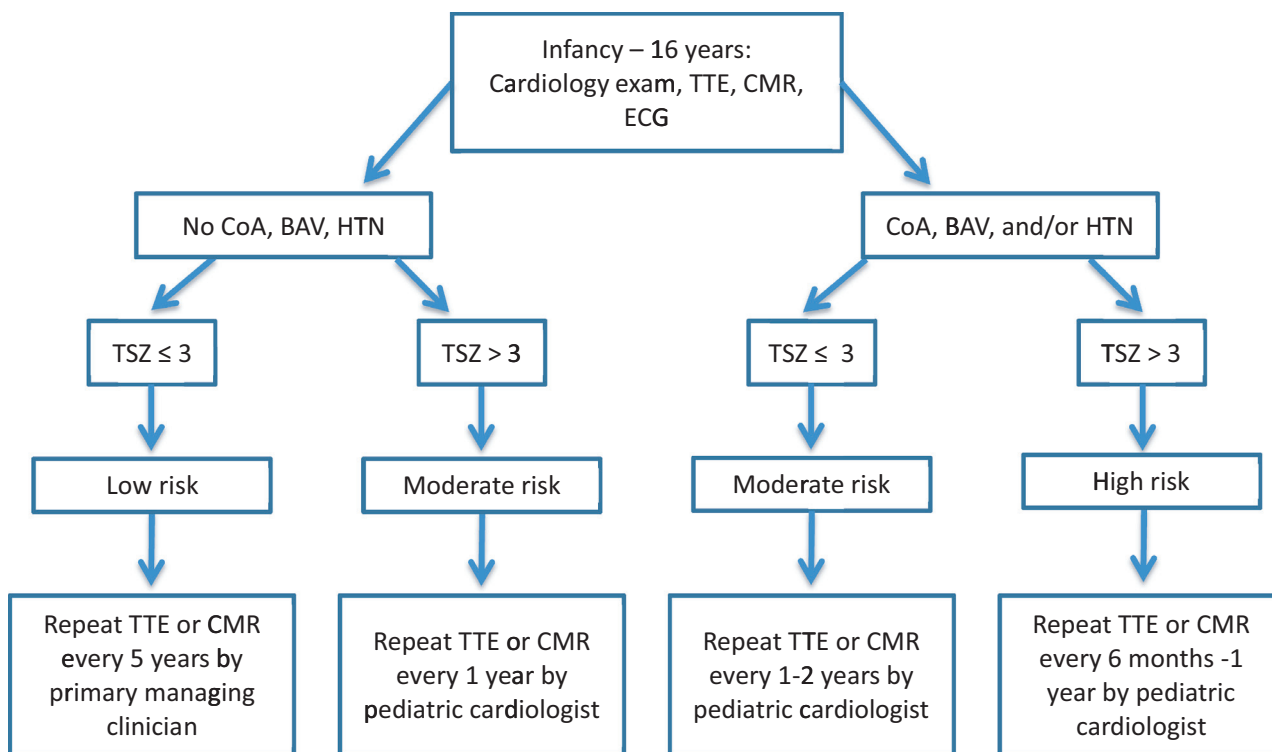 Infancy – 16 years:
Cardiology exam, TTE, CMR,
ECG
No CoA, BAV, HTN
CoA, BAV, and/or HTN
TSZ ≤ 3
TSZ > 3
TSZ ≤ 3
TSZ > 3
Low risk
Moderate risk
Moderate risk
High risk
Repeat TTE or CMR
every 5 years by
primary managing
clinician
Repeat TTE or CMR
every 1 year by
pediatric cardiologist
Repeat TTE or CMR
every 1-2 years by
pediatric cardiologist
Repeat TTE or CMR
every 6 months -1
year by pediatric
cardiologist